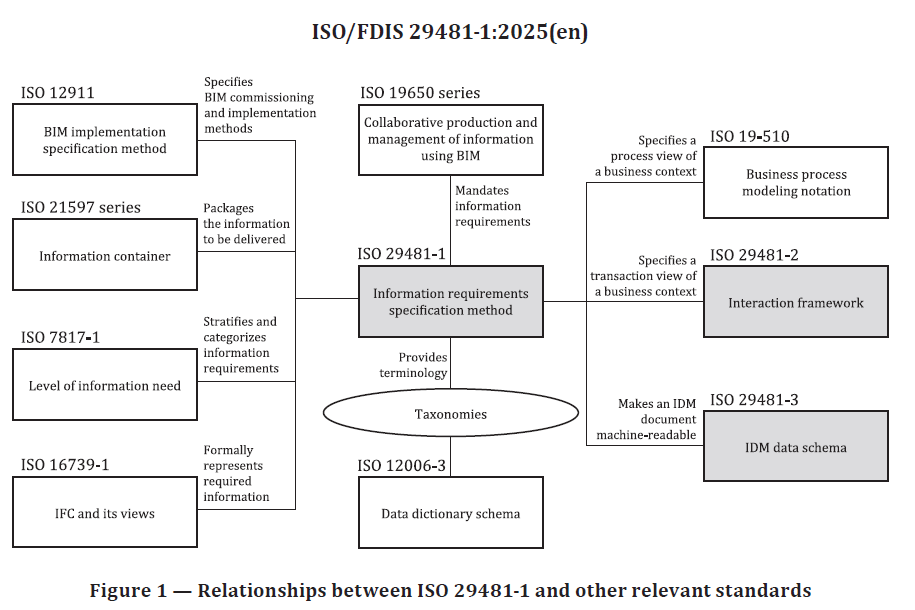 ISO/FDIS 29481-1:2025(en)
ISO 12911
BIM implementation
specification method
Specifies
BIM commissioning
and implementation
methods
ISO 21597 series
Information container
Packages
the information
to be delivered
ISO 7817-1
Level of information need
Stratifies and
categorizes
information
requirements
ISO 16739-1
IFC and its views
Formally
represents
required
information
ISO 19650 series
Collaborative production and
management of information
using BIM
Mandates
information
requirements
ISO 29481-1
Information requirements
specification method
Provides
terminology
Taxonomies
ISO 12006-3
Data dictionary schema
Specifies a
process view of
a business context
ISO 19-510
Business process
modeling notation
Specifies a
transaction view of
a business context
ISO 29481-2
Interaction framework
Makes an IDM
document
machine-readable
ISO 29481-3
IDM data schema
Figure 1 — Relationships between ISO 29481-1 and other relevant standards